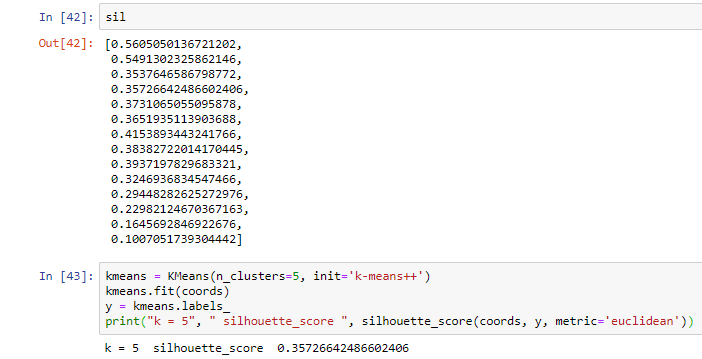 In [42]: sil
Out[42]: [0.5605050136721202,
0.5491302325862146,
0.3537646586798772,
0.35726642486602406,
0.3731065055095878,
0.3651935113903688,
0.4153893443241766,
0.38382722014170445,
0.3937197829683321,
0.3246936834547466,
0.29448282625272976,
0.22982124670367163,
0.1645692846922676,
0.1007051739304442]
In [43]: kmeans = KMeans(n_clusters=5, init='k-means++')
kmeans.fit(coords)
y = kmeans.labels_
print("k = 5", " silhouette_score ", silhouette_score(coords, y, metric='euclidean'))
k = 5  silhouette_score  0.35726642486602406